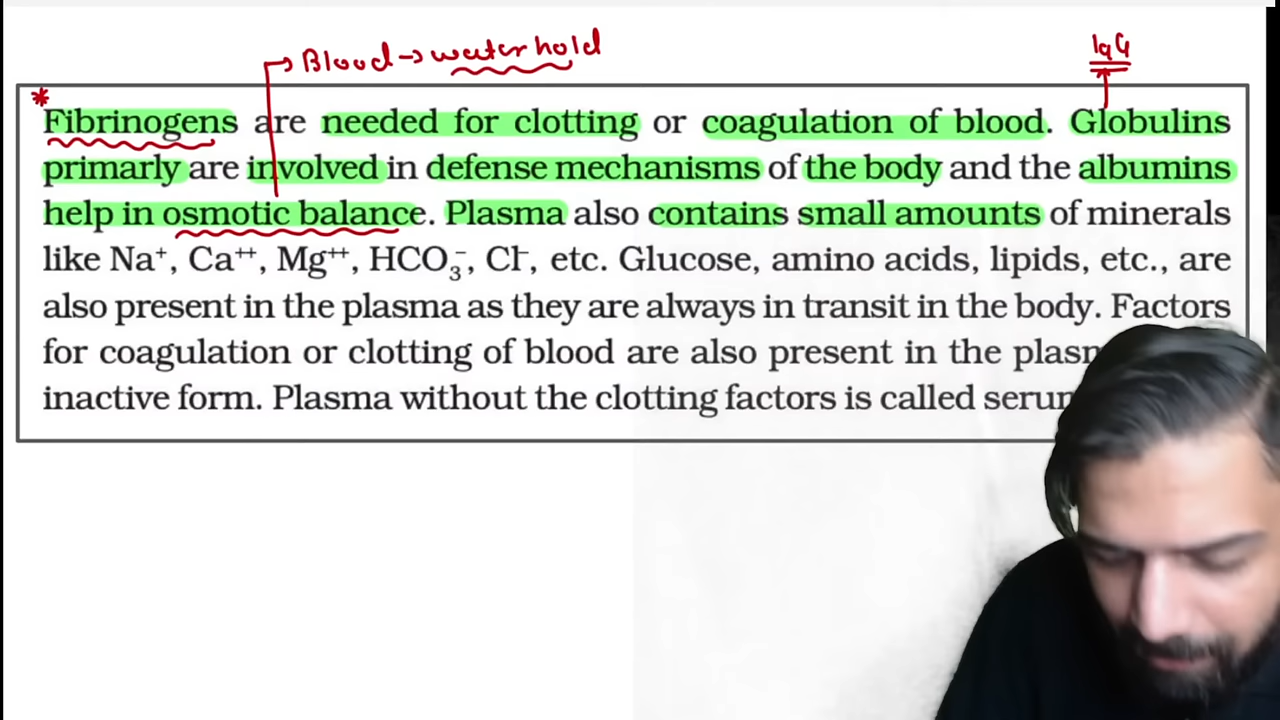 Blood → water hold
IgG
*Fibrinogens are needed for clotting or coagulation of blood. Globulins
primarly are involved in defense mechanisms of the body and the albumins
help in osmotic balance. Plasma also contains small amounts of minerals
like Na⁺, Ca⁺⁺, Mg⁺⁺, HCO₃⁻, Cl⁻, etc. Glucose, amino acids, lipids, etc., are
also present in the plasma as they are always in transit in the body. Factors
for coagulation or clotting of blood are also present in the
inactive form. Plasma without the clotting factors is called